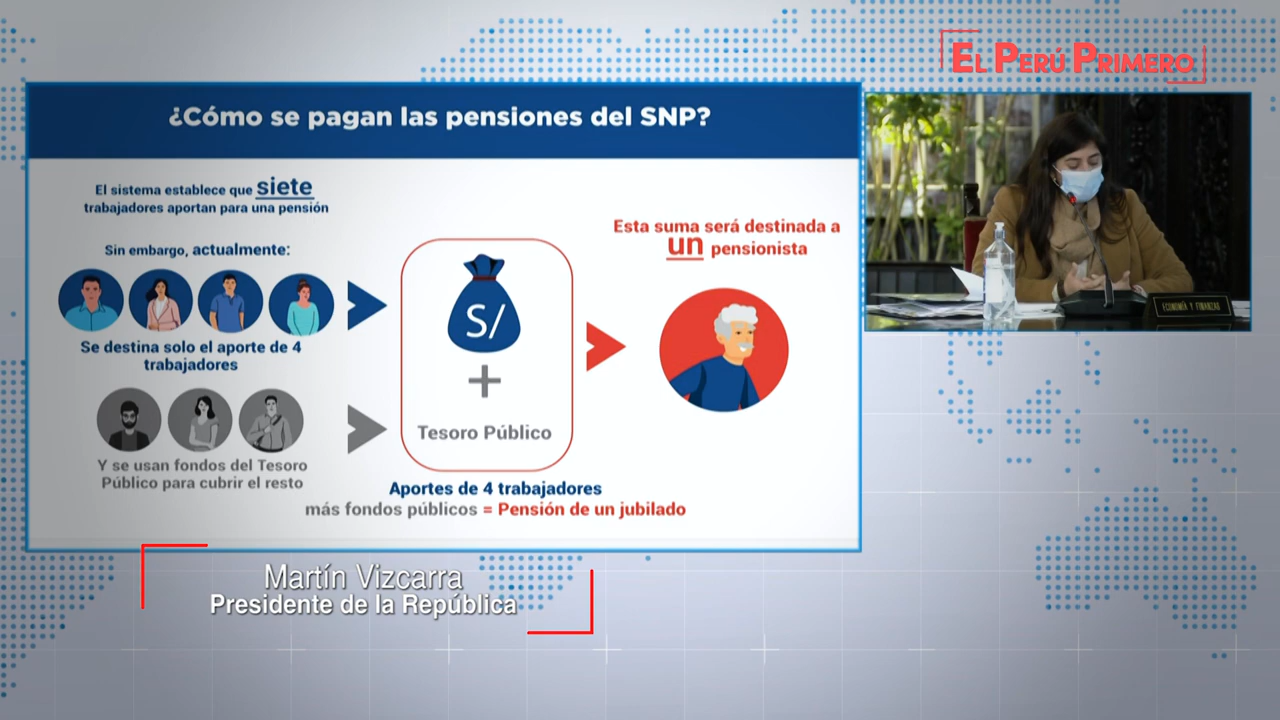 EL PERÚ PRIMERO
¿Cómo se pagan las pensiones del SNP?
El sistema establece que siete
trabajadores aportan para una pensión
Sin embargo, actualmente:
Se destina solo el aporte de 4
trabajadores
Y se usan fondos del Tesoro
Público para cubrir el resto
S/
+
Tesoro Público
Aportes de 4 trabajadores
más fondos públicos = Pensión de un jubilado
Esta suma será destinada a
un pensionista
ECONOMÍA Y FINANZAS
Martín Vizcarra
Presidente de la República